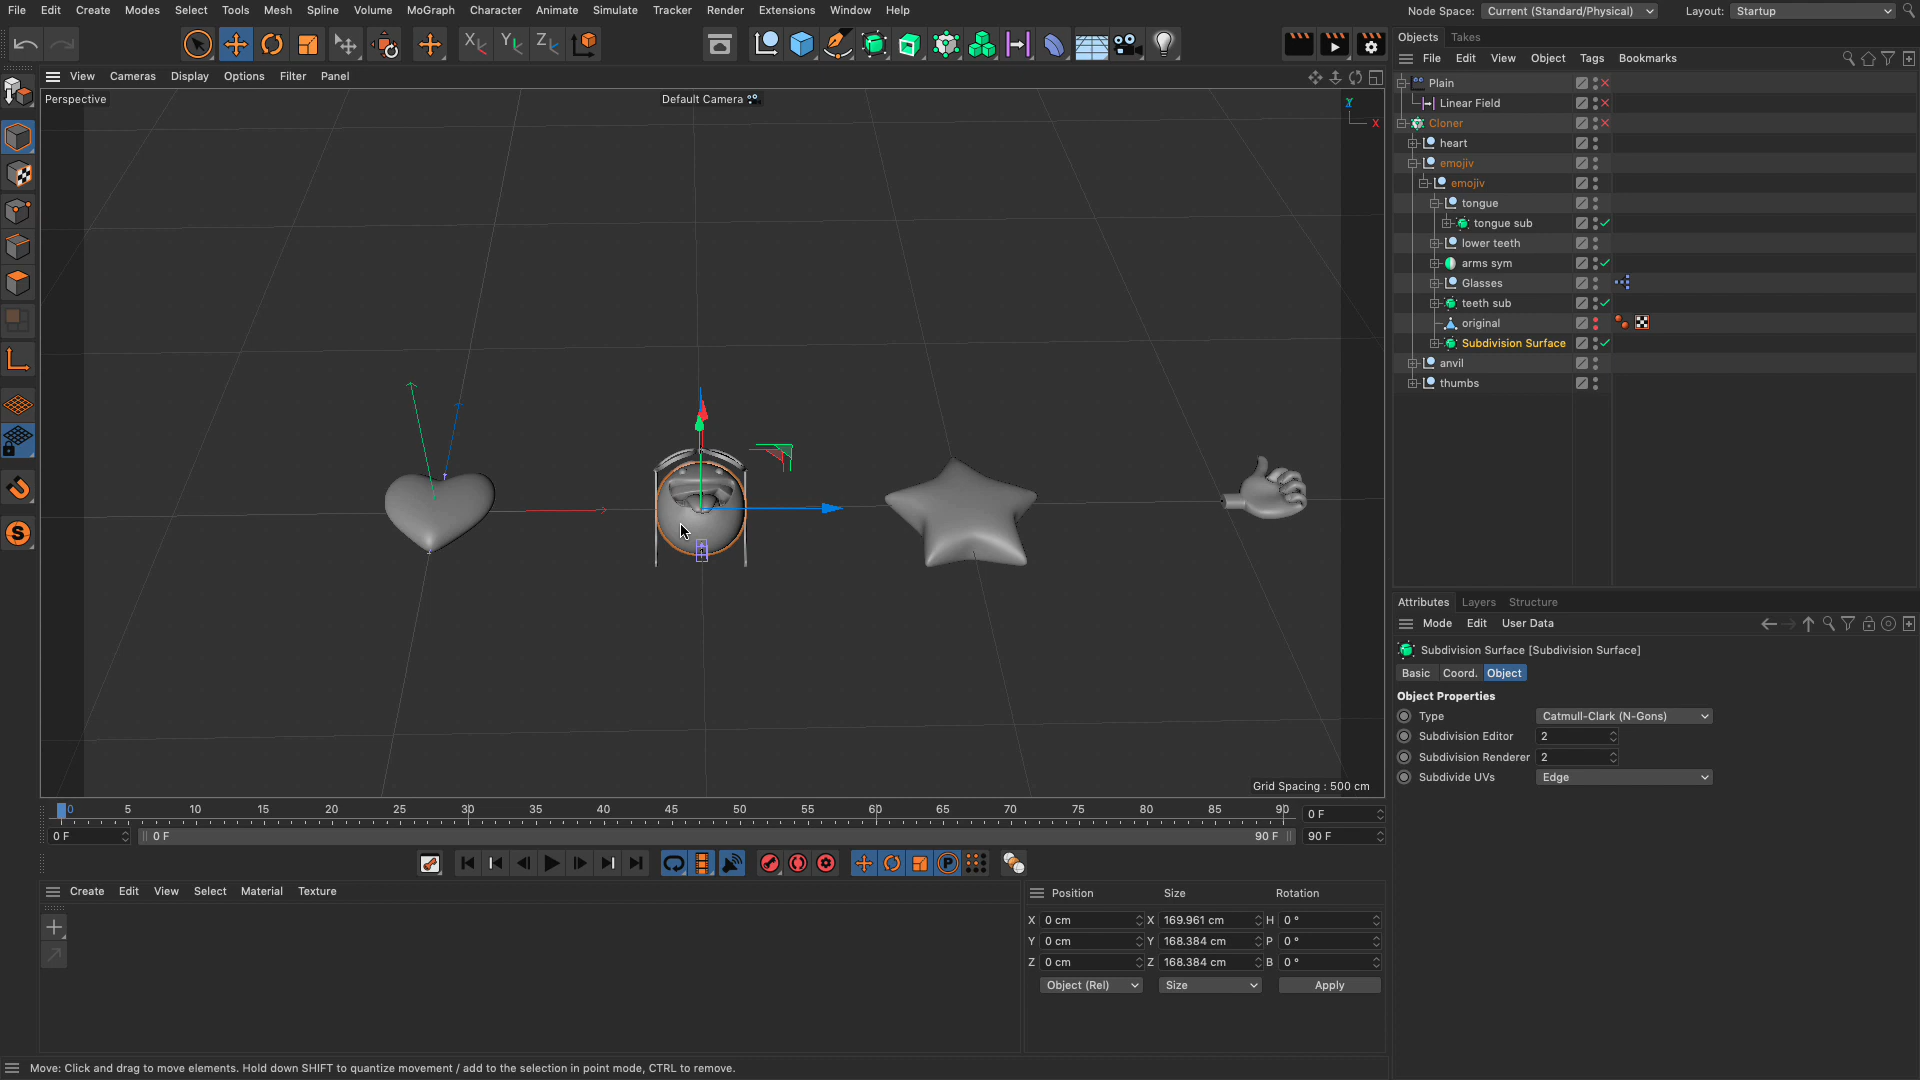 File Edit Create Modes Select Tools Mesh Spline Volume MoGraph Character Animate Simulate Tracker Render Extensions Window Help
Node Space: Current (Standard/Physical) Layout: Startup
Objects Takes
File Edit View Object Tags Bookmarks
View Cameras Display Options Filter Panel
Perspective
Default Camera
Y
X
Plain
Linear Field
Cloner
heart
emojiv
emojiv
tongue
tongue sub
lower teeth
arms sym
Glasses
teeth sub
original
Subdivision Surface
anvil
thumbs
Grid Spacing : 500 cm
Attributes Layers Structure
Mode Edit User Data
Subdivision Surface [Subdivision Surface]
Basic Coord. Object
Object Properties
Type Catmull-Clark (N-Gons)
Subdivision Editor 2
Subdivision Renderer 2
Subdivide UVs Edge
0 5 10 15 20 25 30 35 40 45 50 55 60 65 70 75 80 85 90
0 F
0 F 0 F 90 F 90 F
Create Edit View Select Material Texture
Position Size Rotation
X 0 cm X 169.961 cm H 0 °
Y 0 cm Y 168.384 cm P 0 °
Z 0 cm Z 168.384 cm B 0 °
Object (Rel) Size Apply
Move: Click and drag to move elements. Hold down SHIFT to quantize movement / add to the selection in point mode, CTRL to remove.